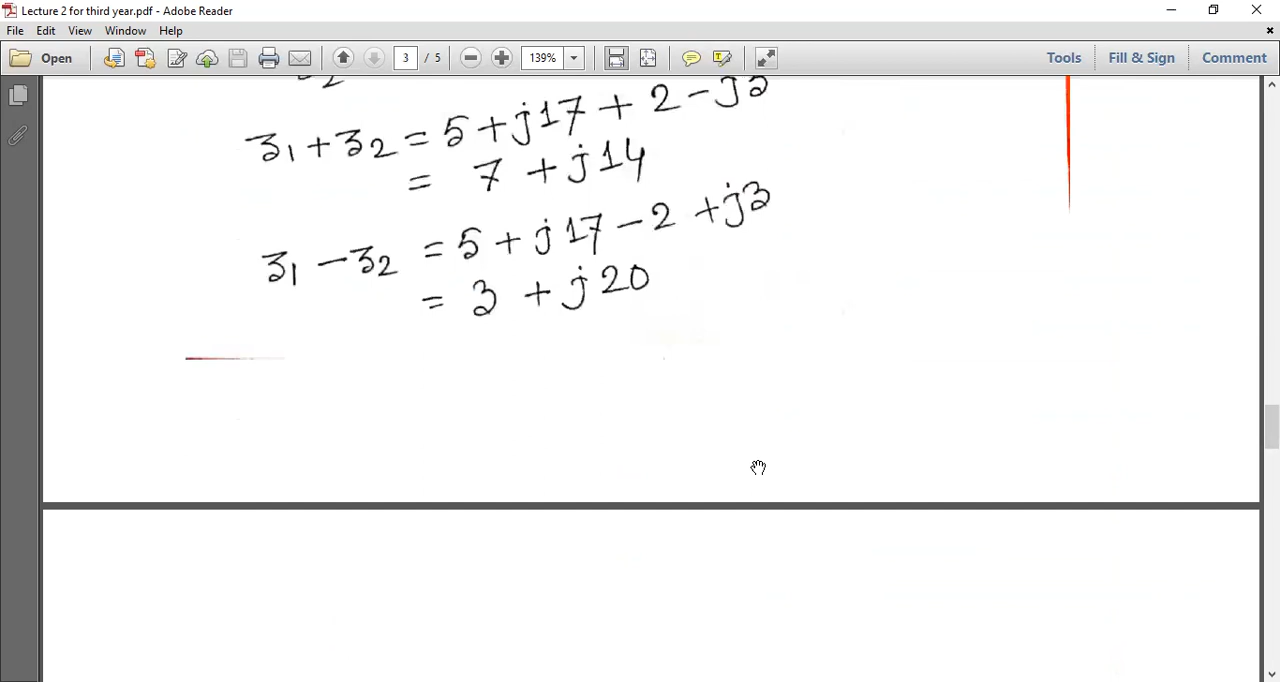 Lecture 2 for third year.pdf - Adobe Reader
File Edit View Window Help
Open 3 / 5 139% Tools Fill & Sign Comment
2
z1 + z2 = 5 + j17 + 2 - j3
= 7 + j14
z1 - z2 = 5 + j17 - 2 + j3
= 3 + j20